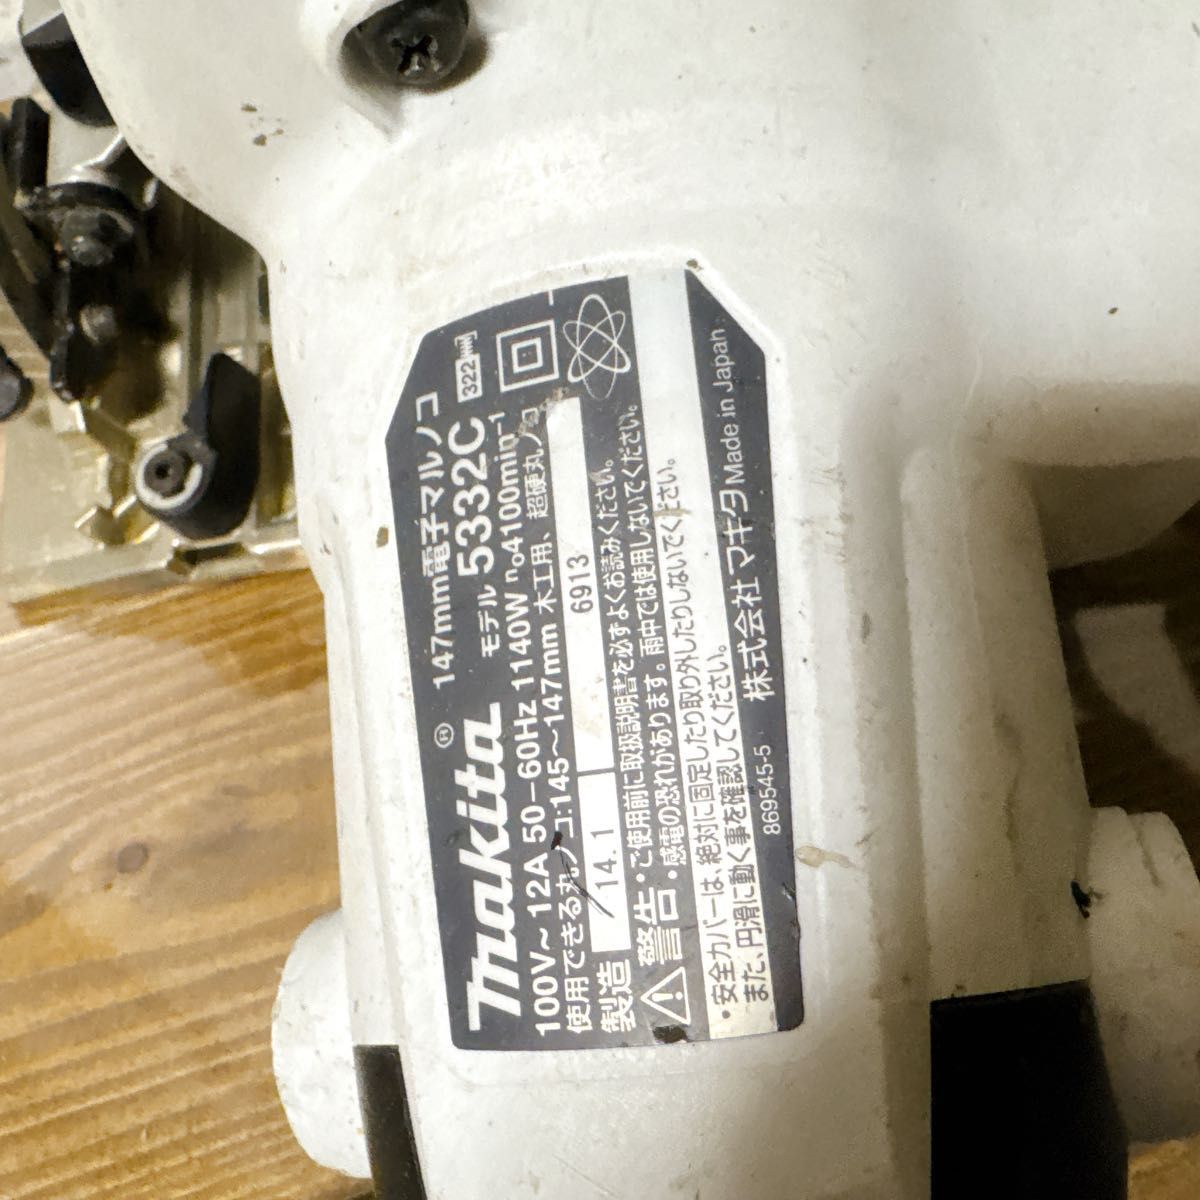 makita® 147mm電子マルノコ
モデル 5332C 322
100V~12A 50-60Hz 1140W n₀4100min⁻¹
使用できる丸ノコ:145~147mm 木工用、超硬丸ノコ
製造 14.1 6913
警告・ご使用前に取扱説明書を必ずよくお読みください。
・感電の恐れがあります。雨中では使用しないでください。
・安全カバーは、絶対に固定したり取り外したりしないでください。
また、円滑に動く事を確認してください。
869545-5 株式会社マキタ Made in Japan